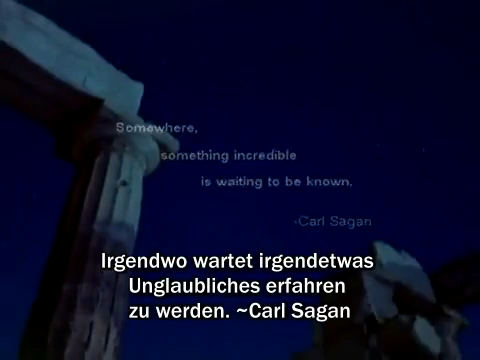 Somewhere,
something incredible
is waiting to be known.
-Carl Sagan
Irgendwo wartet irgendetwas
Unglaubliches erfahren
zu werden. ~Carl Sagan